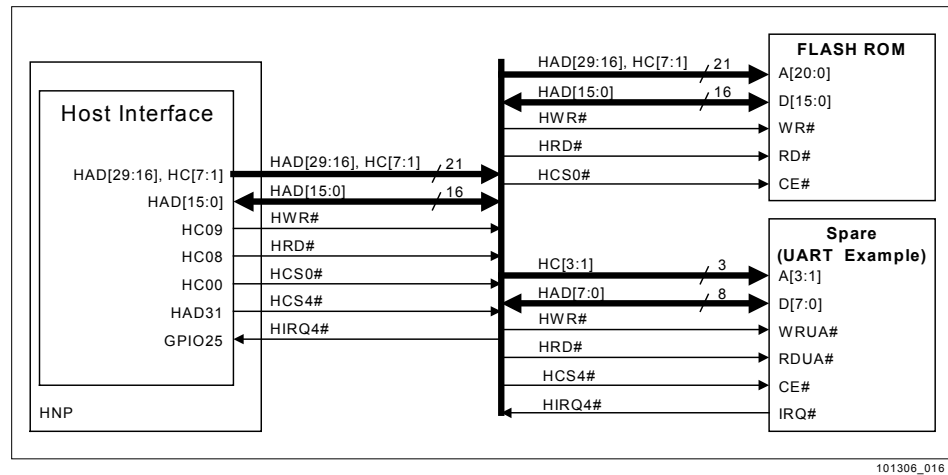 Host Interface
HAD[29:16], HC[7:1]
HAD[15:0]
HC09
HC08
HC00
HAD31
GPIO25
HNP
HAD[29:16], HC[7:1] 21
HAD[15:0] 16
HWR#
HRD#
HCS0#
HCS4#
HIRQ4#
HAD[29:16], HC[7:1] 21
HAD[15:0] 16
HWR#
HRD#
HCS0#
FLASH ROM
A[20:0]
D[15:0]
WR#
RD#
CE#
HC[3:1] 3
HAD[7:0] 8
HWR#
HRD#
HCS4#
HIRQ4#
Spare
(UART Example)
A[3:1]
D[7:0]
WRUA#
RDUA#
CE#
IRQ#
101306_016